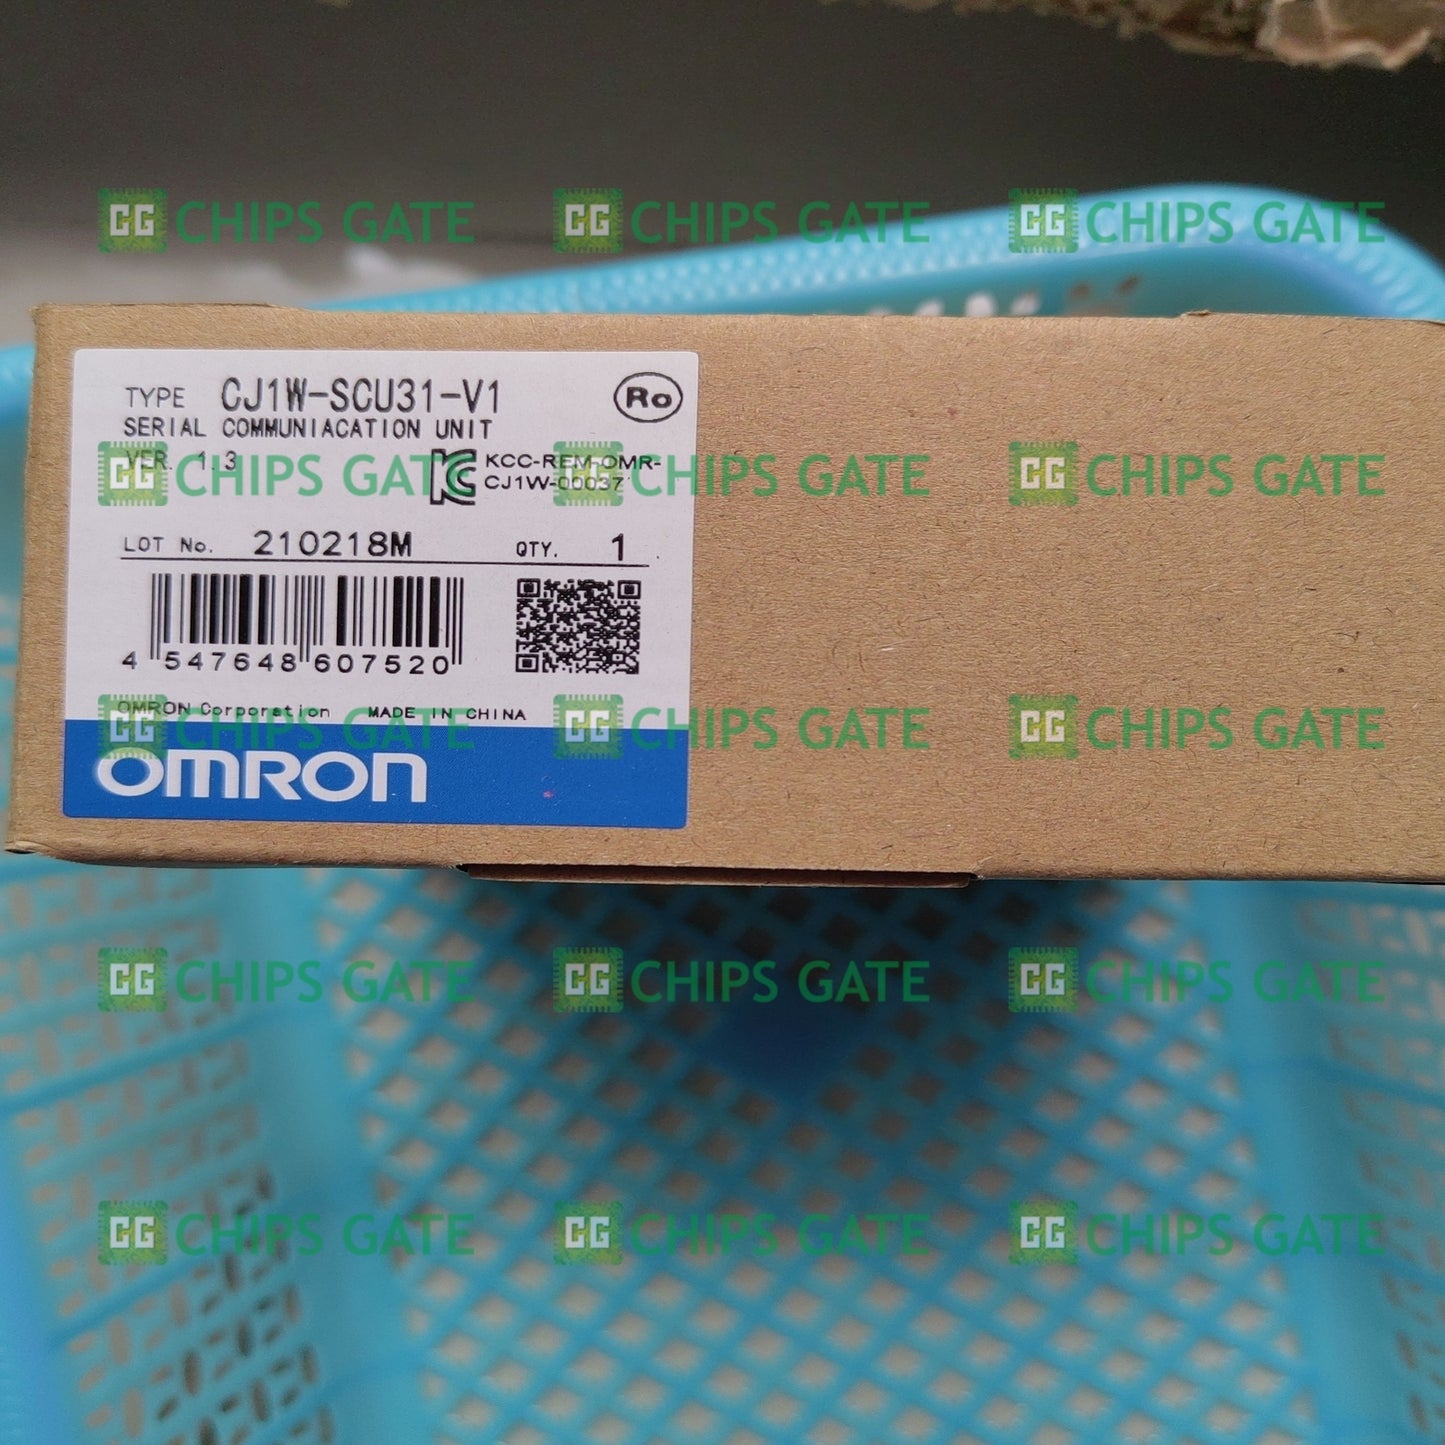 CG CHIPS GATE CG CHIPS GATE CG CHIPS GATE
TYPE CJ1W-SCU31-V1 Ro
SERIAL COMMUNIACATION UNIT
VER. 1.3
KCC-REM-OMR-
CJ1W-00037
CG CHIPS GATE CG CHIPS GATE CG CHIPS GATE
LOT No. 210218M QTY. 1
4 547648 607520
OMRON Corporation MADE IN CHINA
CG CHIPS GATE CG CHIPS GATE CG CHIPS GATE
OMRON
CG CHIPS GATE CG CHIPS GATE CG CHIPS GATE
CG CHIPS GATE CG CHIPS GATE CG CHIPS GATE